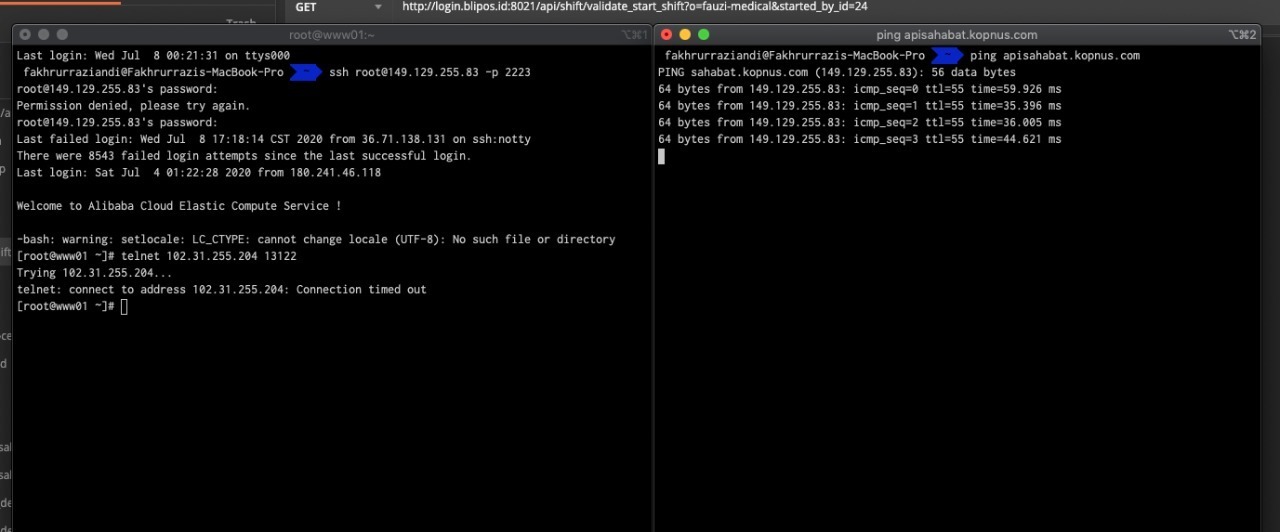 GET http://login.blipos.id:8021/api/shift/validate_start_shift?o=fauzi-medical&started_by_id=24
root@www01:~ ⌥⌘1
Last login: Wed Jul  8 00:21:31 on ttys000
fakhrurraziandi@Fakhrurrazis-MacBook-Pro ~ ssh root@149.129.255.83 -p 2223
root@149.129.255.83's password:
Permission denied, please try again.
root@149.129.255.83's password:
Last failed login: Wed Jul  8 17:18:14 CST 2020 from 36.71.138.131 on ssh:notty
There were 8543 failed login attempts since the last successful login.
Last login: Sat Jul  4 01:22:28 2020 from 180.241.46.118
Welcome to Alibaba Cloud Elastic Compute Service !
-bash: warning: setlocale: LC_CTYPE: cannot change locale (UTF-8): No such file or directory
[root@www01 ~]# telnet 102.31.255.204 13122
Trying 102.31.255.204...
telnet: connect to address 102.31.255.204: Connection timed out
[root@www01 ~]#
ping apisahabat.kopnus.com ⌥⌘2
fakhrurraziandi@Fakhrurrazis-MacBook-Pro ~ ping apisahabat.kopnus.com
PING sahabat.kopnus.com (149.129.255.83): 56 data bytes
64 bytes from 149.129.255.83: icmp_seq=0 ttl=55 time=59.926 ms
64 bytes from 149.129.255.83: icmp_seq=1 ttl=55 time=35.396 ms
64 bytes from 149.129.255.83: icmp_seq=2 ttl=55 time=36.005 ms
64 bytes from 149.129.255.83: icmp_seq=3 ttl=55 time=44.621 ms